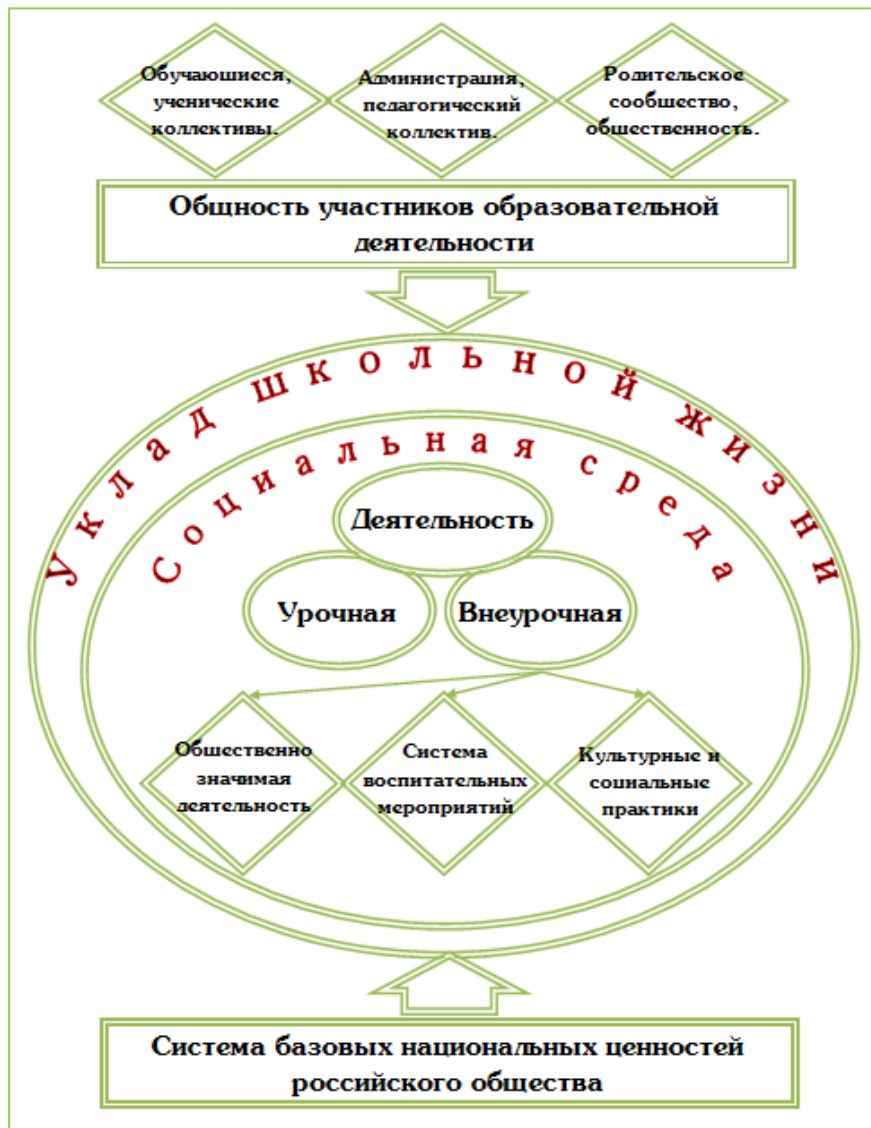 Обучающиеся,
ученические
коллективы.
Администрация,
педагогический
коллектив.
Родительское
сообщество,
общественность.
Общность участников образовательной
деятельности
Уклад школьной жизни
Социальная среда
Деятельность
Урочная
Внеурочная
Общественно
значимая
деятельность
Система
воспитательных
мероприятий
Культурные и
социальные
практики
Система базовых национальных ценностей
российского общества